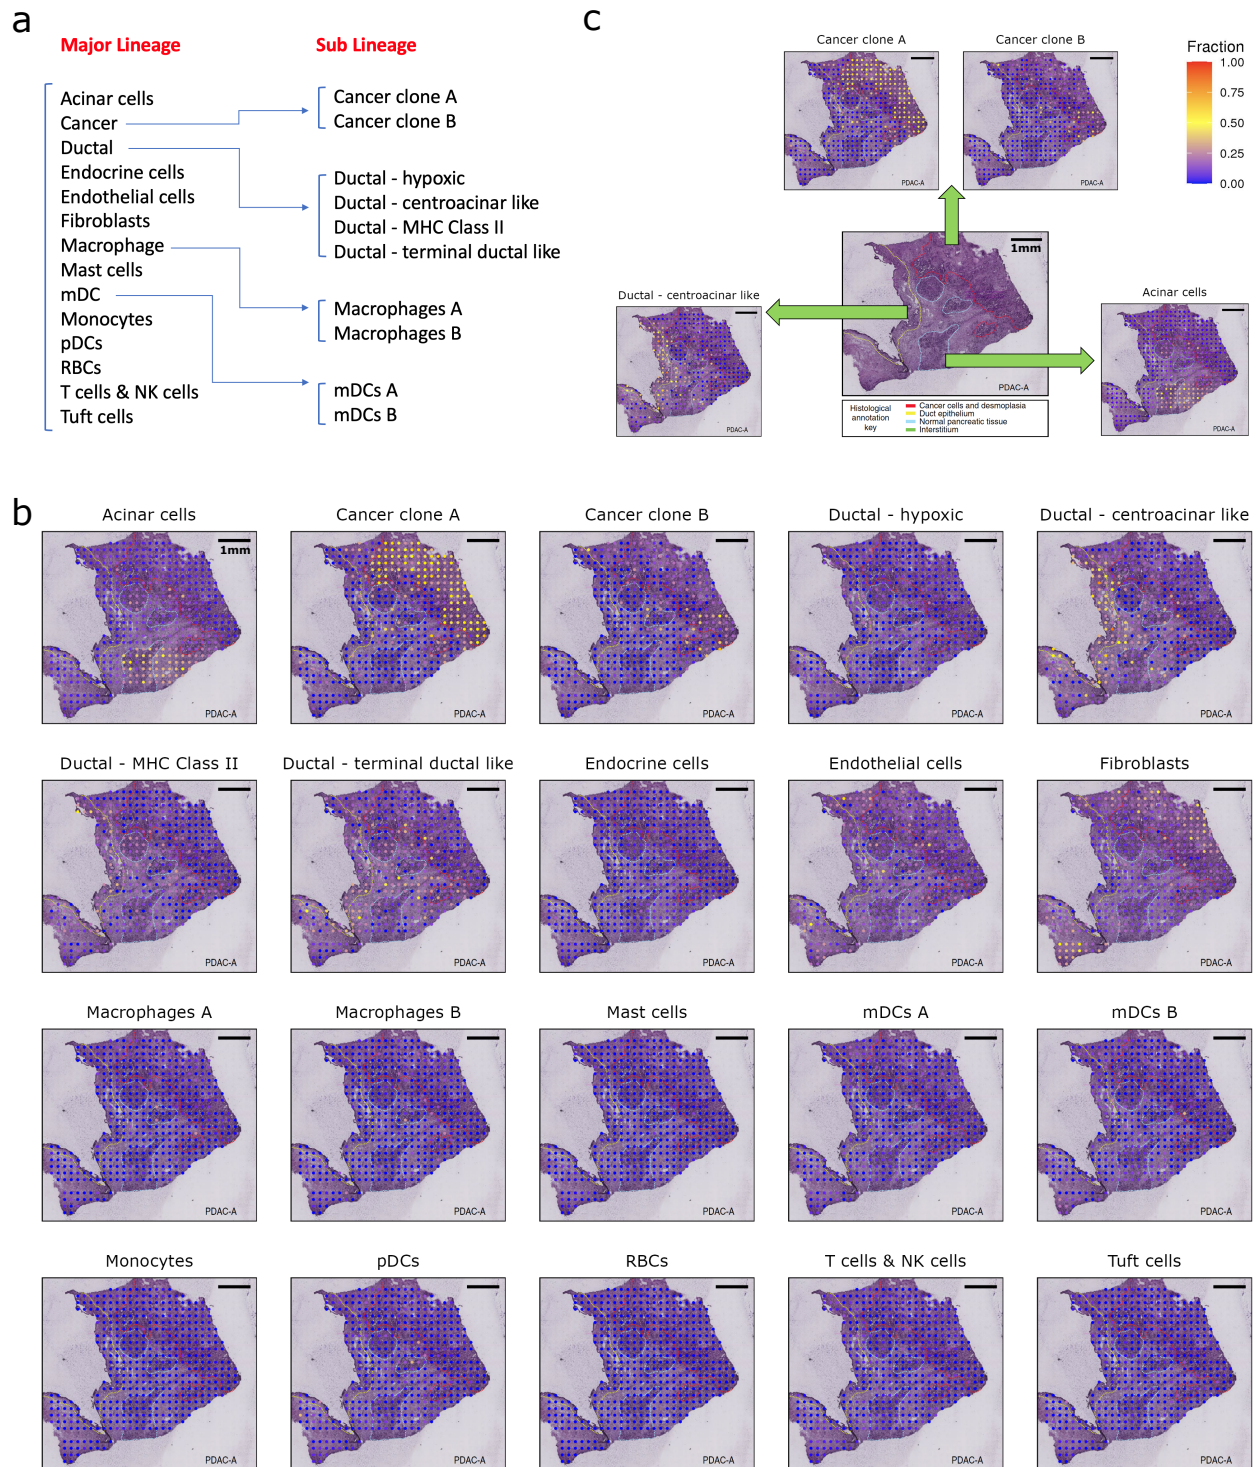 a
Major Lineage
Sub Lineage
Acinar cells
Cancer
Ductal
Endocrine cells
Endothelial cells
Fibroblasts
Macrophage
Mast cells
mDC
Monocytes
pDCs
RBCs
T cells & NK cells
Tuft cells
Cancer clone A
Cancer clone B
Ductal - hypoxic
Ductal - centroacinar like
Ductal - MHC Class II
Ductal - terminal ductal like
Macrophages A
Macrophages B
mDCs A
mDCs B
c
Cancer clone A
PDAC-A
Cancer clone B
PDAC-A
Fraction
1.00
0.75
0.50
0.25
0.00
1mm
PDAC-A
Ductal - centroacinar like
PDAC-A
Acinar cells
PDAC-A
Histological
annotation
key
Cancer cells and desmoplasia
Duct epithelium
Normal pancreatic tissue
Interstitium
b
Acinar cells
1mm
PDAC-A
Cancer clone A
PDAC-A
Cancer clone B
PDAC-A
Ductal - hypoxic
PDAC-A
Ductal - centroacinar like
PDAC-A
Ductal - MHC Class II
PDAC-A
Ductal - terminal ductal like
PDAC-A
Endocrine cells
PDAC-A
Endothelial cells
PDAC-A
Fibroblasts
PDAC-A
Macrophages A
PDAC-A
Macrophages B
PDAC-A
Mast cells
PDAC-A
mDCs A
PDAC-A
mDCs B
PDAC-A
Monocytes
PDAC-A
pDCs
PDAC-A
RBCs
PDAC-A
T cells & NK cells
PDAC-A
Tuft cells
PDAC-A